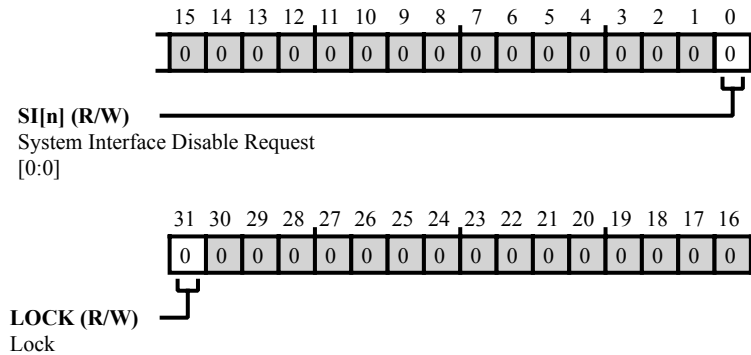 15 14 13 12 11 10 9 8 7 6 5 4 3 2 1 0
0 0 0 0 0 0 0 0 0 0 0 0 0 0 0 0
SI[n] (R/W)
System Interface Disable Request
[0:0]
31 30 29 28 27 26 25 24 23 22 21 20 19 18 17 16
0 0 0 0 0 0 0 0 0 0 0 0 0 0 0 0
LOCK (R/W)
Lock